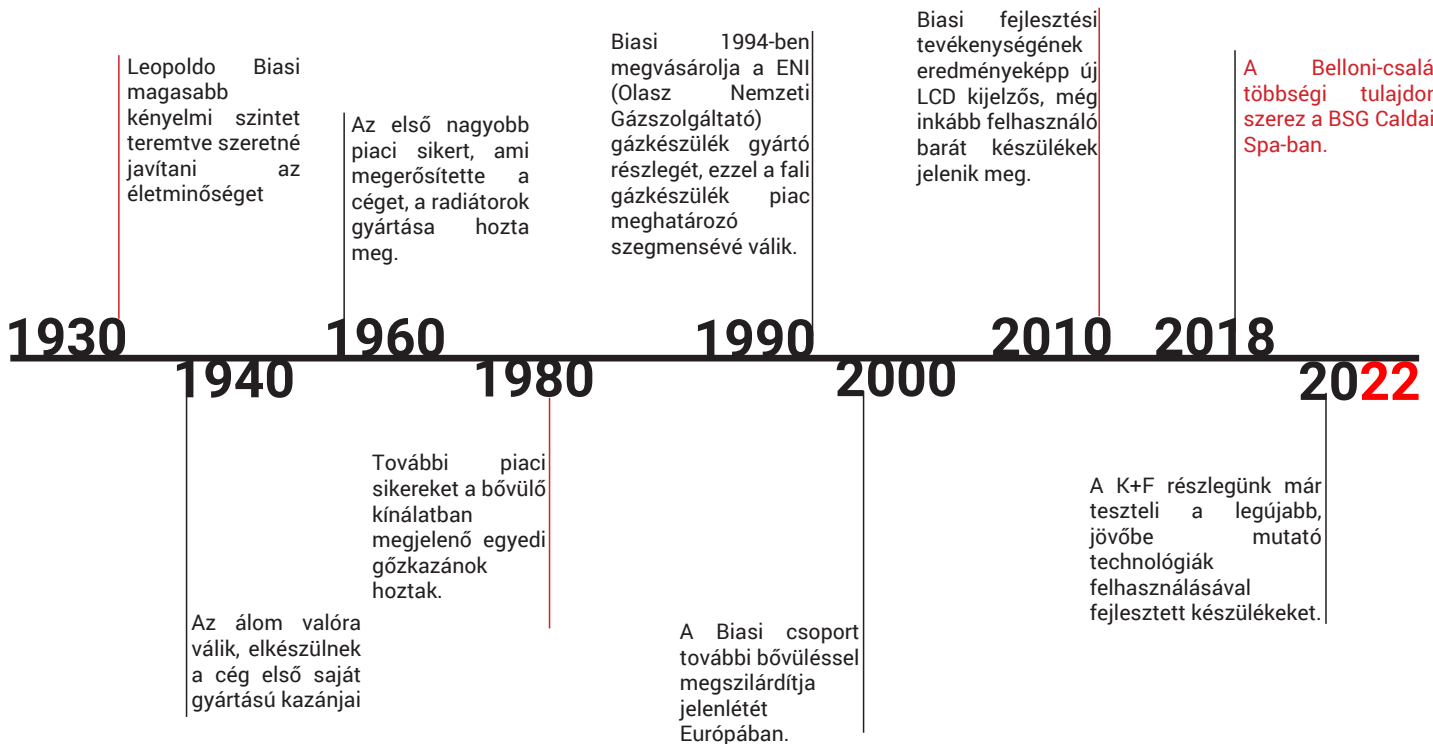 Leopoldo Biasi
magasabb
kényelmi szintet
teremtve szeretné
javítani az
életminőséget
Az első nagyobb
piaci sikert, ami
megerősítette a
céget, a radiátorok
gyártása hozta
meg.
Biasi 1994-ben
megvásárolja a ENI
(Olasz Nemzeti
Gázszolgáltató)
gázkészülék gyártó
részlegét, ezzel a fali
gázkészülék piac
meghatározó
szegmensévé válik.
Biasi fejlesztési
tevékenységének
eredményeképp új
LCD kijelzős, még
inkább felhasználó
barát készülékek
jelenik meg.
A Belloni-csalá
többségi tulajdor
szerez a BSG Caldai
Spa-ban.
1930 1960 1990 2010 2018
1940 1980 2000 2022
További piaci
sikereket a bővülő
kínálatban
megjelenő egyedi
gőzkazánok
hoztak.
Az álom valóra
válik, elkészülnek
a cég első saját
gyártású kazánjai
A Biasi csoport
további bővüléssel
megszilárdítja
jelenlétét
Európában.
A K+F részlegünk már
teszteli a legújabb,
jövőbe mutató
technológiák
felhasználásával
fejlesztett készülékeket.